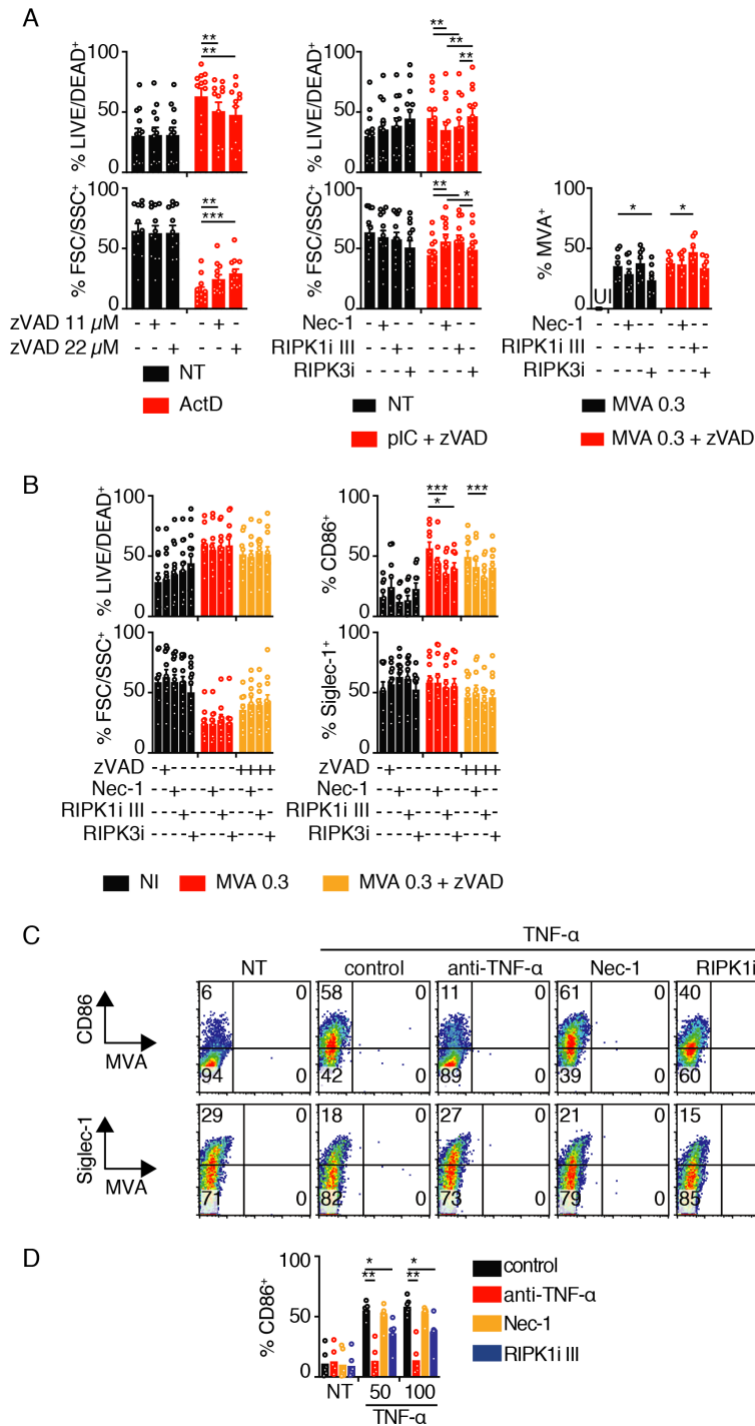 A
** **
% LIVE/DEAD⁺ 100 50 0
** ** **
% LIVE/DEAD⁺ 100 50 0
** ***
% FSC/SSC⁺ 100 50 0
** *
% FSC/SSC⁺ 100 50 0
* *
% MVA⁺ 100 50 0
UI
zVAD 11 µM - + - - + -
zVAD 22 µM - - + - - +
Nec-1 - + - - - + - -
RIPK1i III - - + - - - + -
RIPK3i - - - + - - - +
Nec-1 - + - - - + - -
RIPK1i III - - + - - - + -
RIPK3i - - - + - - - +
NT
ActD
NT
pIC + zVAD
MVA 0.3
MVA 0.3 + zVAD
B
% LIVE/DEAD⁺ 100 50 0
*** * ***
% CD86⁺ 100 50 0
% FSC/SSC⁺ 100 50 0
% Siglec-1⁺ 100 50 0
zVAD -+-------++++
Nec-1 --+---+---+--
RIPK1i III ---+---+---+-
RIPK3i ----+---+---+
zVAD -+-------++++
Nec-1 --+---+---+--
RIPK1i III ---+---+---+-
RIPK3i ----+---+---+
NI MVA 0.3 MVA 0.3 + zVAD
C
TNF-α
NT control anti-TNF-α Nec-1 RIPK1i
CD86
MVA
6 0 58 0 11 0 61 0 40 0
94 0 42 0 89 0 39 0 60 0
Siglec-1
MVA
29 0 18 0 27 0 21 0 15 0
71 0 82 0 73 0 79 0 85 0
D
% CD86⁺ 100 50 0
* ** * **
NT 50 100
TNF-α
control
anti-TNF-α
Nec-1
RIPK1i III